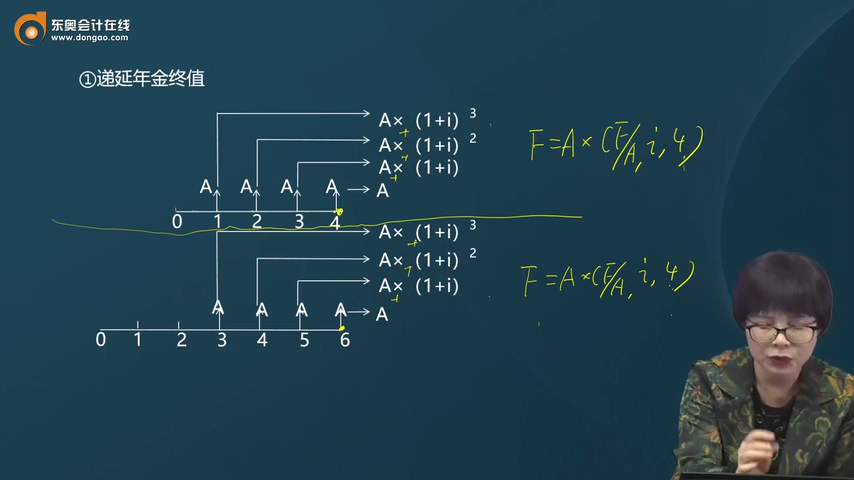 东奥会计在线
www.dongao.com
①递延年金终值
A×(1+i)³
+
A×(1+i)²
+
A×(1+i)
+
A A A A A
0 1 2 3 4
F=A×(F/A,i,4)
A×(1+i)³
+
A×(1+i)²
+
A×(1+i)
+
A A A A A
0 1 2 3 4 5 6
F=A×(F/A,i,4)